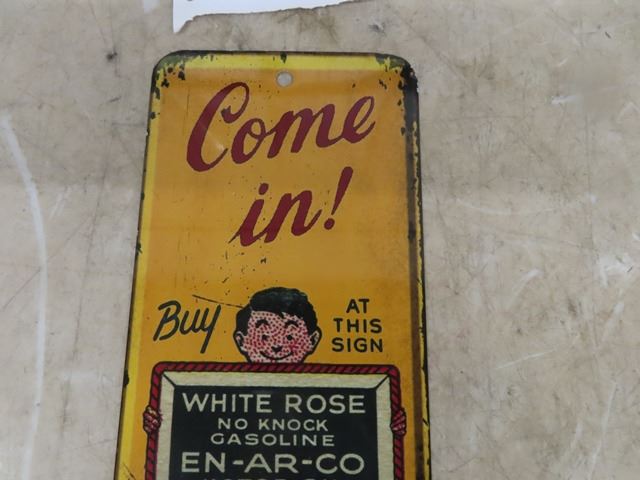 Come
in!
Buy
AT
THIS
SIGN
WHITE ROSE
NO KNOCK
GASOLINE
EN-AR-CO